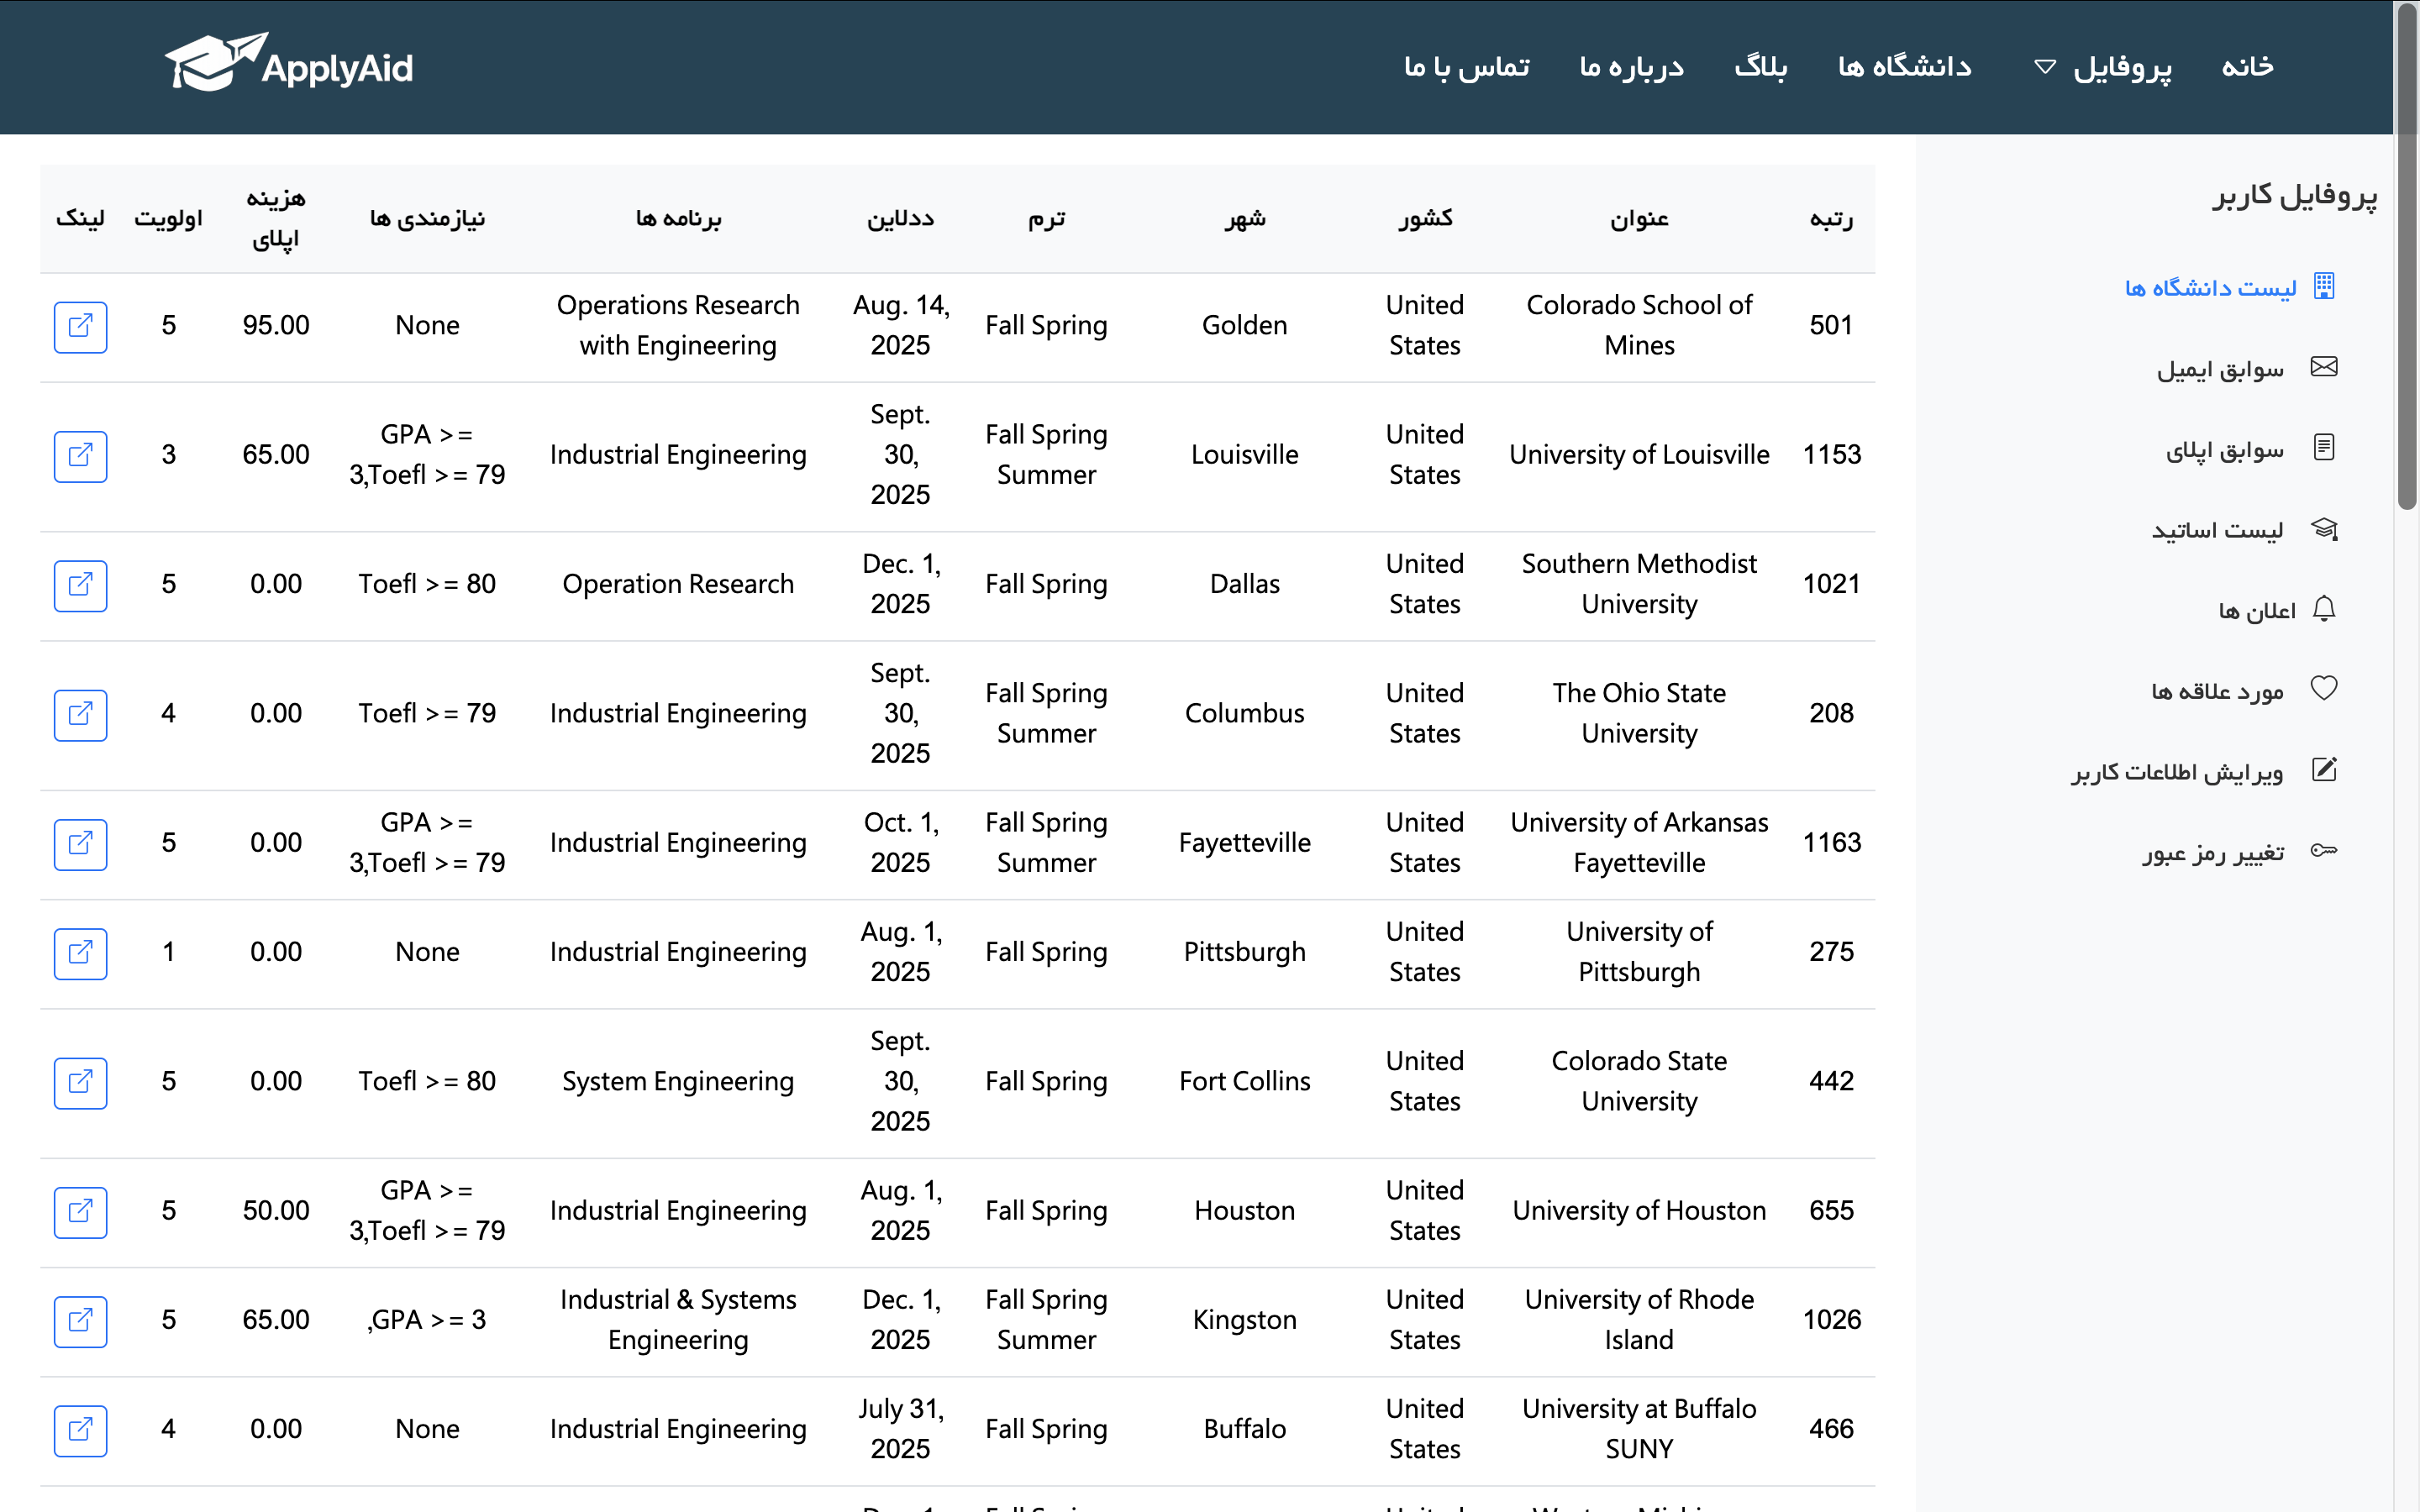 خانه
پروفایل
دانشگاه ها
بلاگ
درباره ما
تماس با ما
ApplyAid
پروفایل کاربر
لیست دانشگاه ها
سوابق ایمیل
سوابق اپلای
لیست اساتید
اعلان ها
مورد علاقه ها
ویرایش اطلاعات کاربر
تغییر رمز عبور
رتبه
عنوان
کشور
شهر
ترم
ددلاین
برنامه ها
نیازمندی ها
هزینه
اپلای
اولویت
لینک
501
Colorado School of
Mines
United
States
Golden
Fall Spring
Aug. 14,
2025
Operations Research
with Engineering
None
95.00
5
1153
University of Louisville
United
States
Louisville
Fall Spring
Summer
Sept.
30,
2025
Industrial Engineering
GPA >=
3,Toefl >= 79
65.00
3
1021
Southern Methodist
University
United
States
Dallas
Fall Spring
Dec. 1,
2025
Operation Research
Toefl >= 80
0.00
5
208
The Ohio State
University
United
States
Columbus
Fall Spring
Summer
Sept.
30,
2025
Industrial Engineering
Toefl >= 79
0.00
4
1163
University of Arkansas
Fayetteville
United
States
Fayetteville
Fall Spring
Summer
Oct. 1,
2025
Industrial Engineering
GPA >=
3,Toefl >= 79
0.00
5
275
University of
Pittsburgh
United
States
Pittsburgh
Fall Spring
Aug. 1,
2025
Industrial Engineering
None
0.00
1
442
Colorado State
University
United
States
Fort Collins
Fall Spring
Sept.
30,
2025
System Engineering
Toefl >= 80
0.00
5
655
University of Houston
United
States
Houston
Fall Spring
Aug. 1,
2025
Industrial Engineering
GPA >=
3,Toefl >= 79
50.00
5
1026
University of Rhode
Island
United
States
Kingston
Fall Spring
Summer
Dec. 1,
2025
Industrial & Systems
Engineering
,GPA >= 3
65.00
5
466
University at Buffalo
SUNY
United
States
Buffalo
Fall Spring
July 31,
2025
Industrial Engineering
None
0.00
4